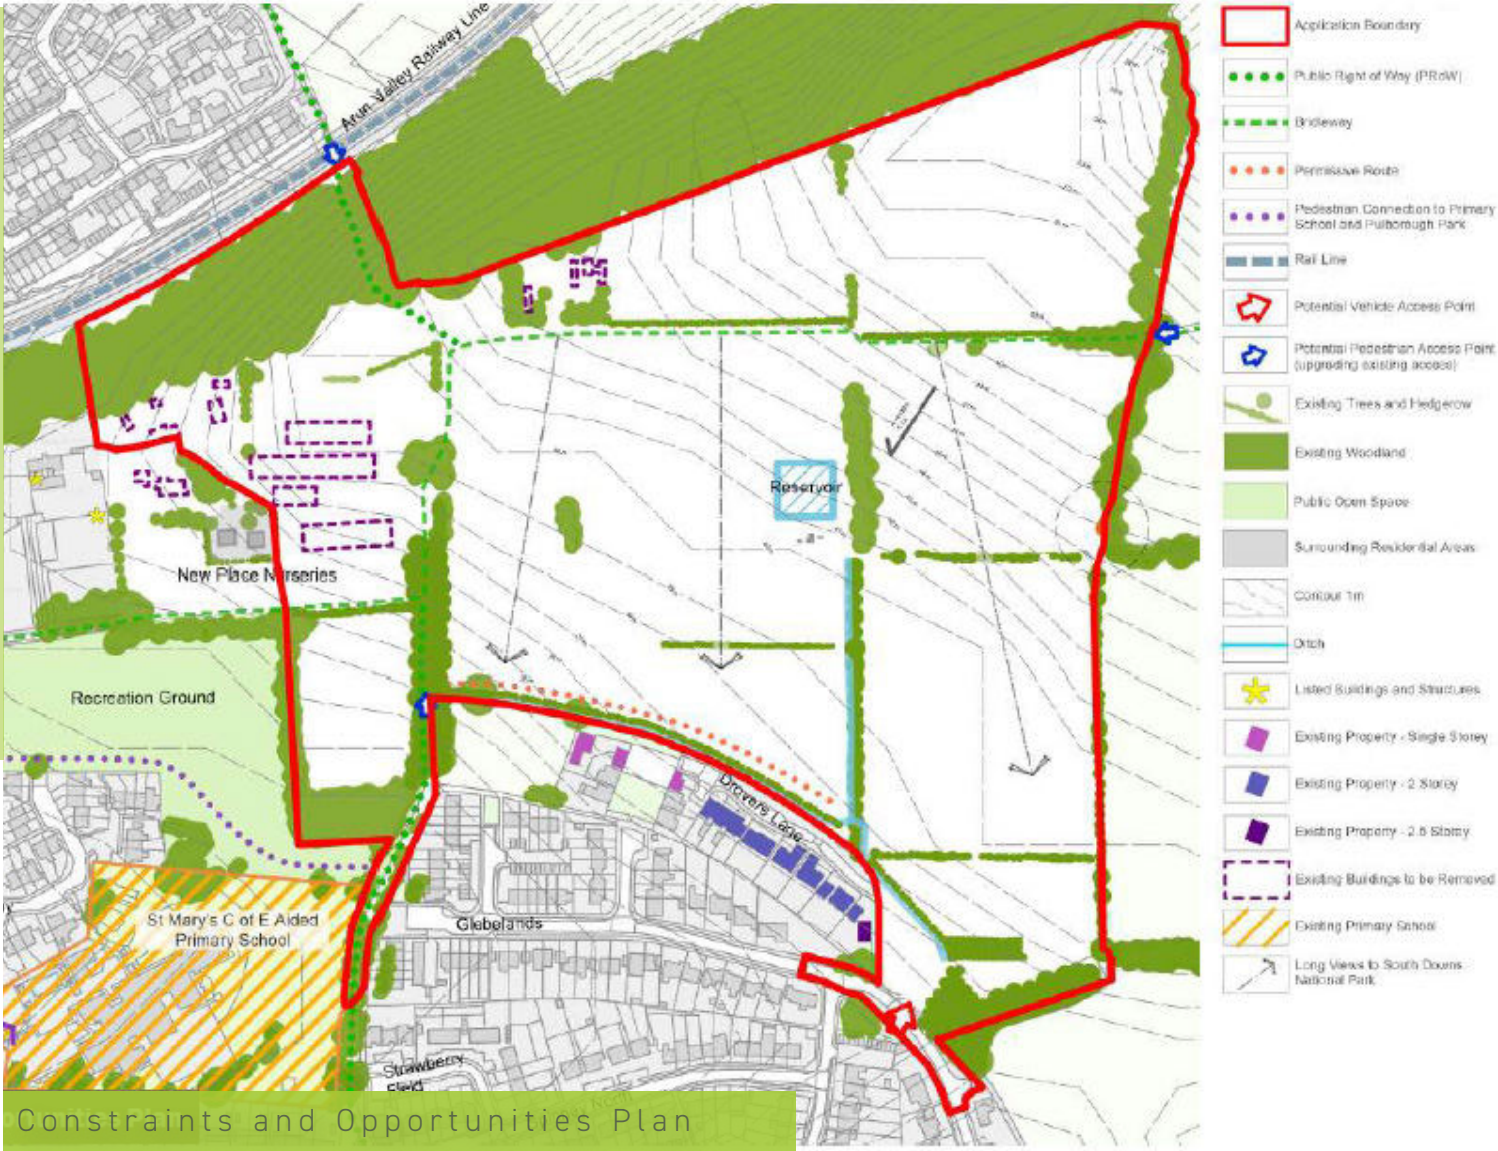 Arun Valley Railway Line
Reservoir
New Place Nurseries
Recreation Ground
Drovers Lane
St Mary's C of E Aided
Primary School
Glebelands
Strawberry
Field
Constraints and Opportunities Plan
Application Boundary
Public Right of Way (PRoW)
Bridleway
Permissive Route
Pedestrian Connection to Primary
School and Pulborough Park
Rail Line
Potential Vehicle Access Point
Potential Pedestrian Access Point
(upgrading existing access)
Existing Trees and Hedgerow
Existing Woodland
Public Open Space
Surrounding Residential Areas
Contour 1m
Ditch
Listed Buildings and Structures
Existing Property - Single Storey
Existing Property - 2 Storey
Existing Property - 2.5 Storey
Existing Buildings to be Removed
Existing Primary School
Long Views to South Downs
National Park